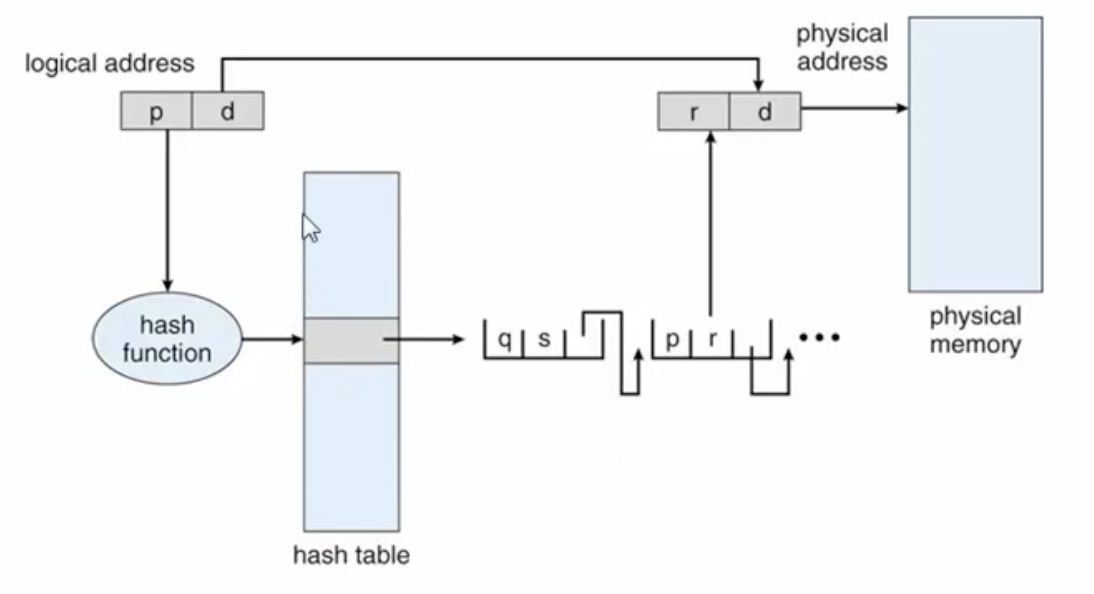 logical address
physical
address
p d
r d
hash
function
q s
p r
•••
physical
memory
hash table